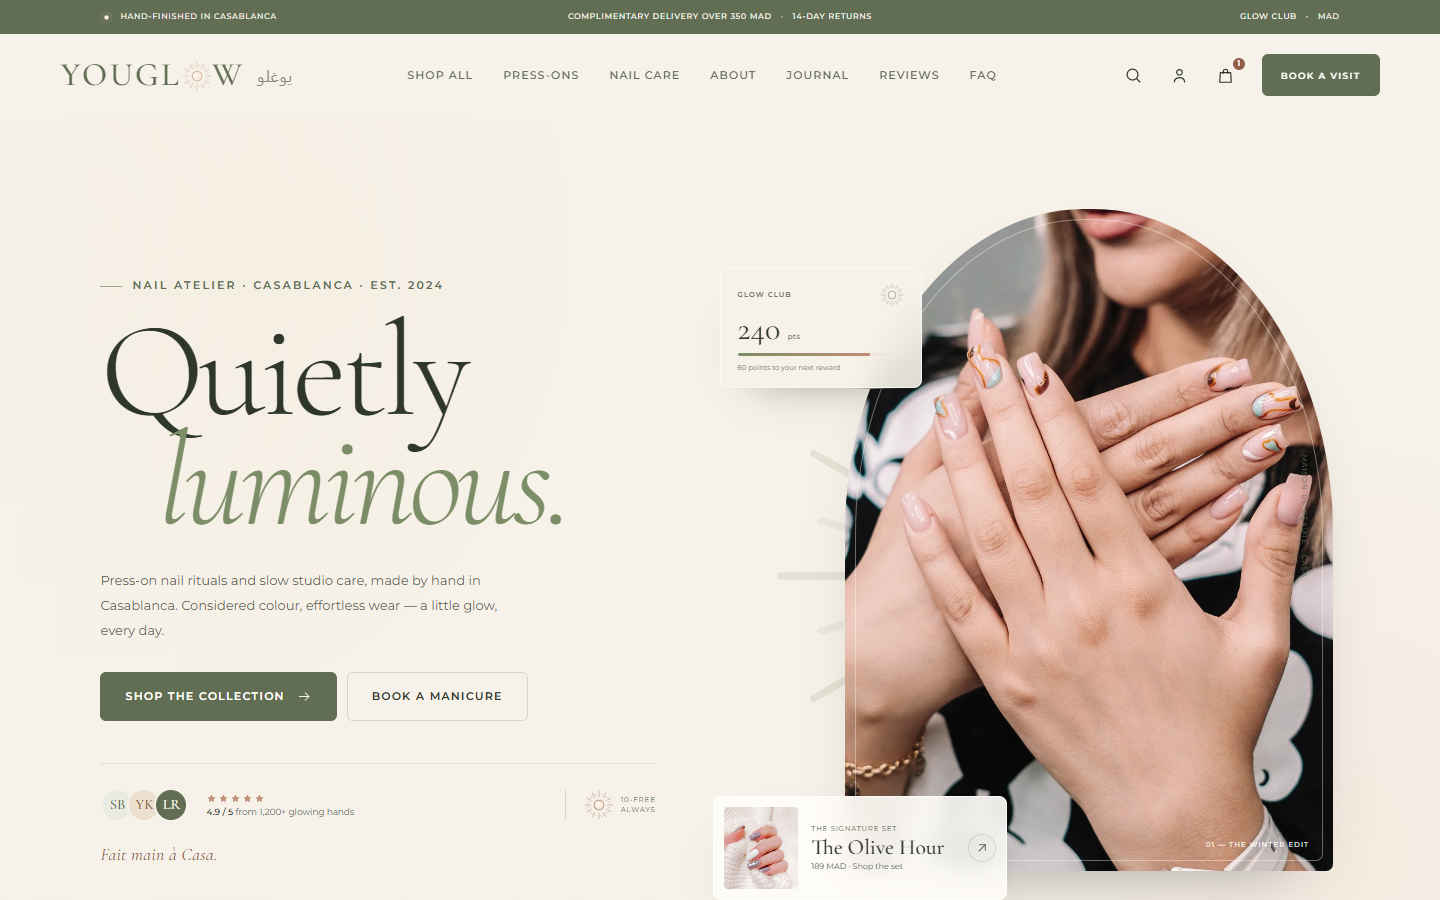 HAND-FINISHED IN CASABLANCA
COMPLIMENTARY DELIVERY OVER 350 MAD · 14-DAY RETURNS
GLOW CLUB · MAD
YOUGLOW يوغلو
SHOP ALL
PRESS-ONS
NAIL CARE
ABOUT
JOURNAL
REVIEWS
FAQ
1
BOOK A VISIT
NAIL ATELIER · CASABLANCA · EST. 2024
Quietly
luminous.
Press-on nail rituals and slow studio care, made by hand in
Casablanca. Considered colour, effortless wear — a little glow,
every day.
SHOP THE COLLECTION →
BOOK A MANICURE
SB YK LR
★★★★★
4.9 / 5 from 1,200+ glowing hands
10-FREE
ALWAYS
Fait main à Casa.
GLOW CLUB
240 pts
60 points to your next reward
THE SIGNATURE SET
The Olive Hour
189 MAD · Shop the set
01 — THE WINTER EDIT